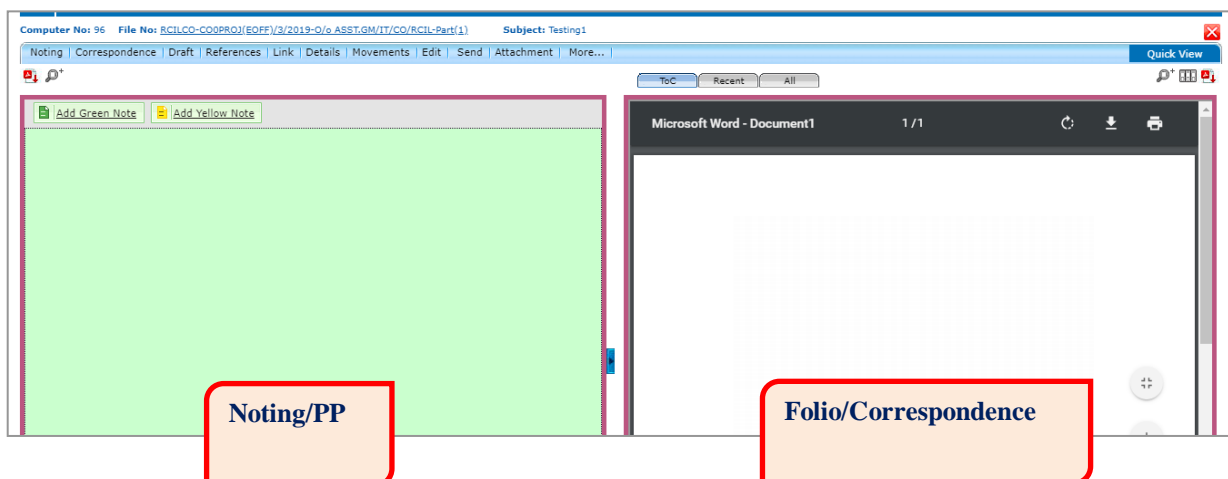 Computer No: 96 File No: RCILCO-CO0PROJ(EOFF)/3/2019-O/o ASST.GM/IT/CO/RCIL-Part(1) Subject: Testing1
Noting | Correspondence | Draft | References | Link | Details | Movements | Edit | Send | Attachment | More... |
Quick View
ToC Recent All
Add Green Note Add Yellow Note
Microsoft Word - Document1 1 / 1
Noting/PP
Folio/Correspondence